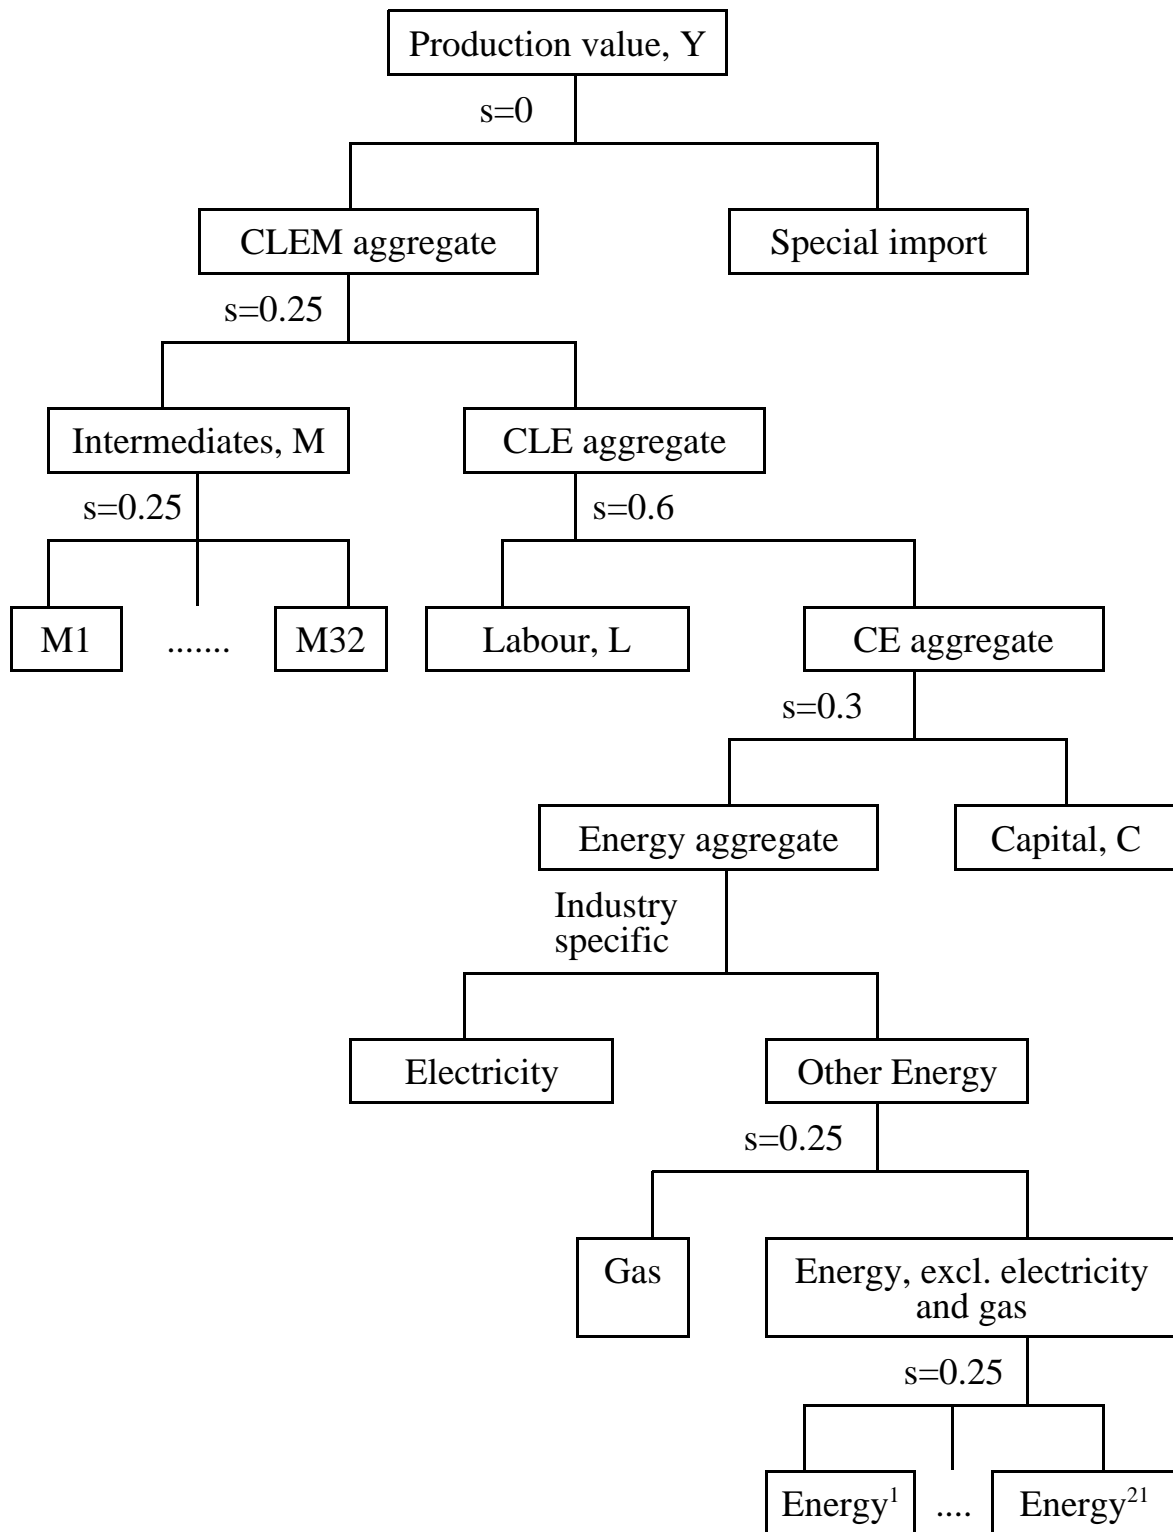 Production value, Y
s=0
CLEM aggregate
Special import
s=0.25
Intermediates, M
CLE aggregate
s=0.25
s=0.6
M1
.......
M32
Labour, L
CE aggregate
s=0.3
Energy aggregate
Capital, C
Industry
specific
Electricity
Other Energy
s=0.25
Gas
Energy, excl. electricity
and gas
s=0.25
Energy¹
....
Energy²¹